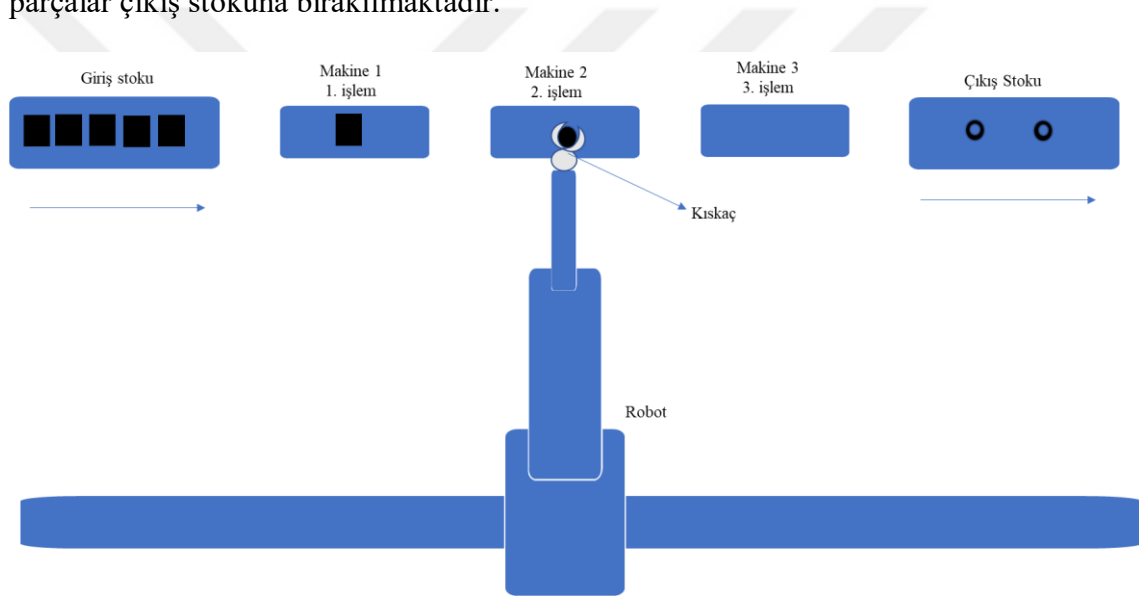 parçalar çıkış stokuna bırakılmaktadır.
Giriş stoku
Makine 1
1. işlem
Makine 2
2. işlem
Makine 3
3. işlem
Çıkış Stoku
Kıskaç
Robot